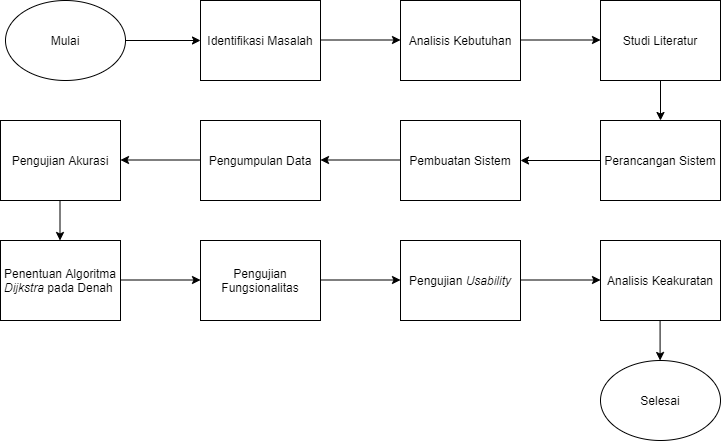 Mulai
Identifikasi Masalah
Analisis Kebutuhan
Studi Literatur
Perancangan Sistem
Pembuatan Sistem
Pengumpulan Data
Pengujian Akurasi
Penentuan Algoritma
Dijkstra pada Denah
Pengujian
Fungsionalitas
Pengujian Usability
Analisis Keakuratan
Selesai